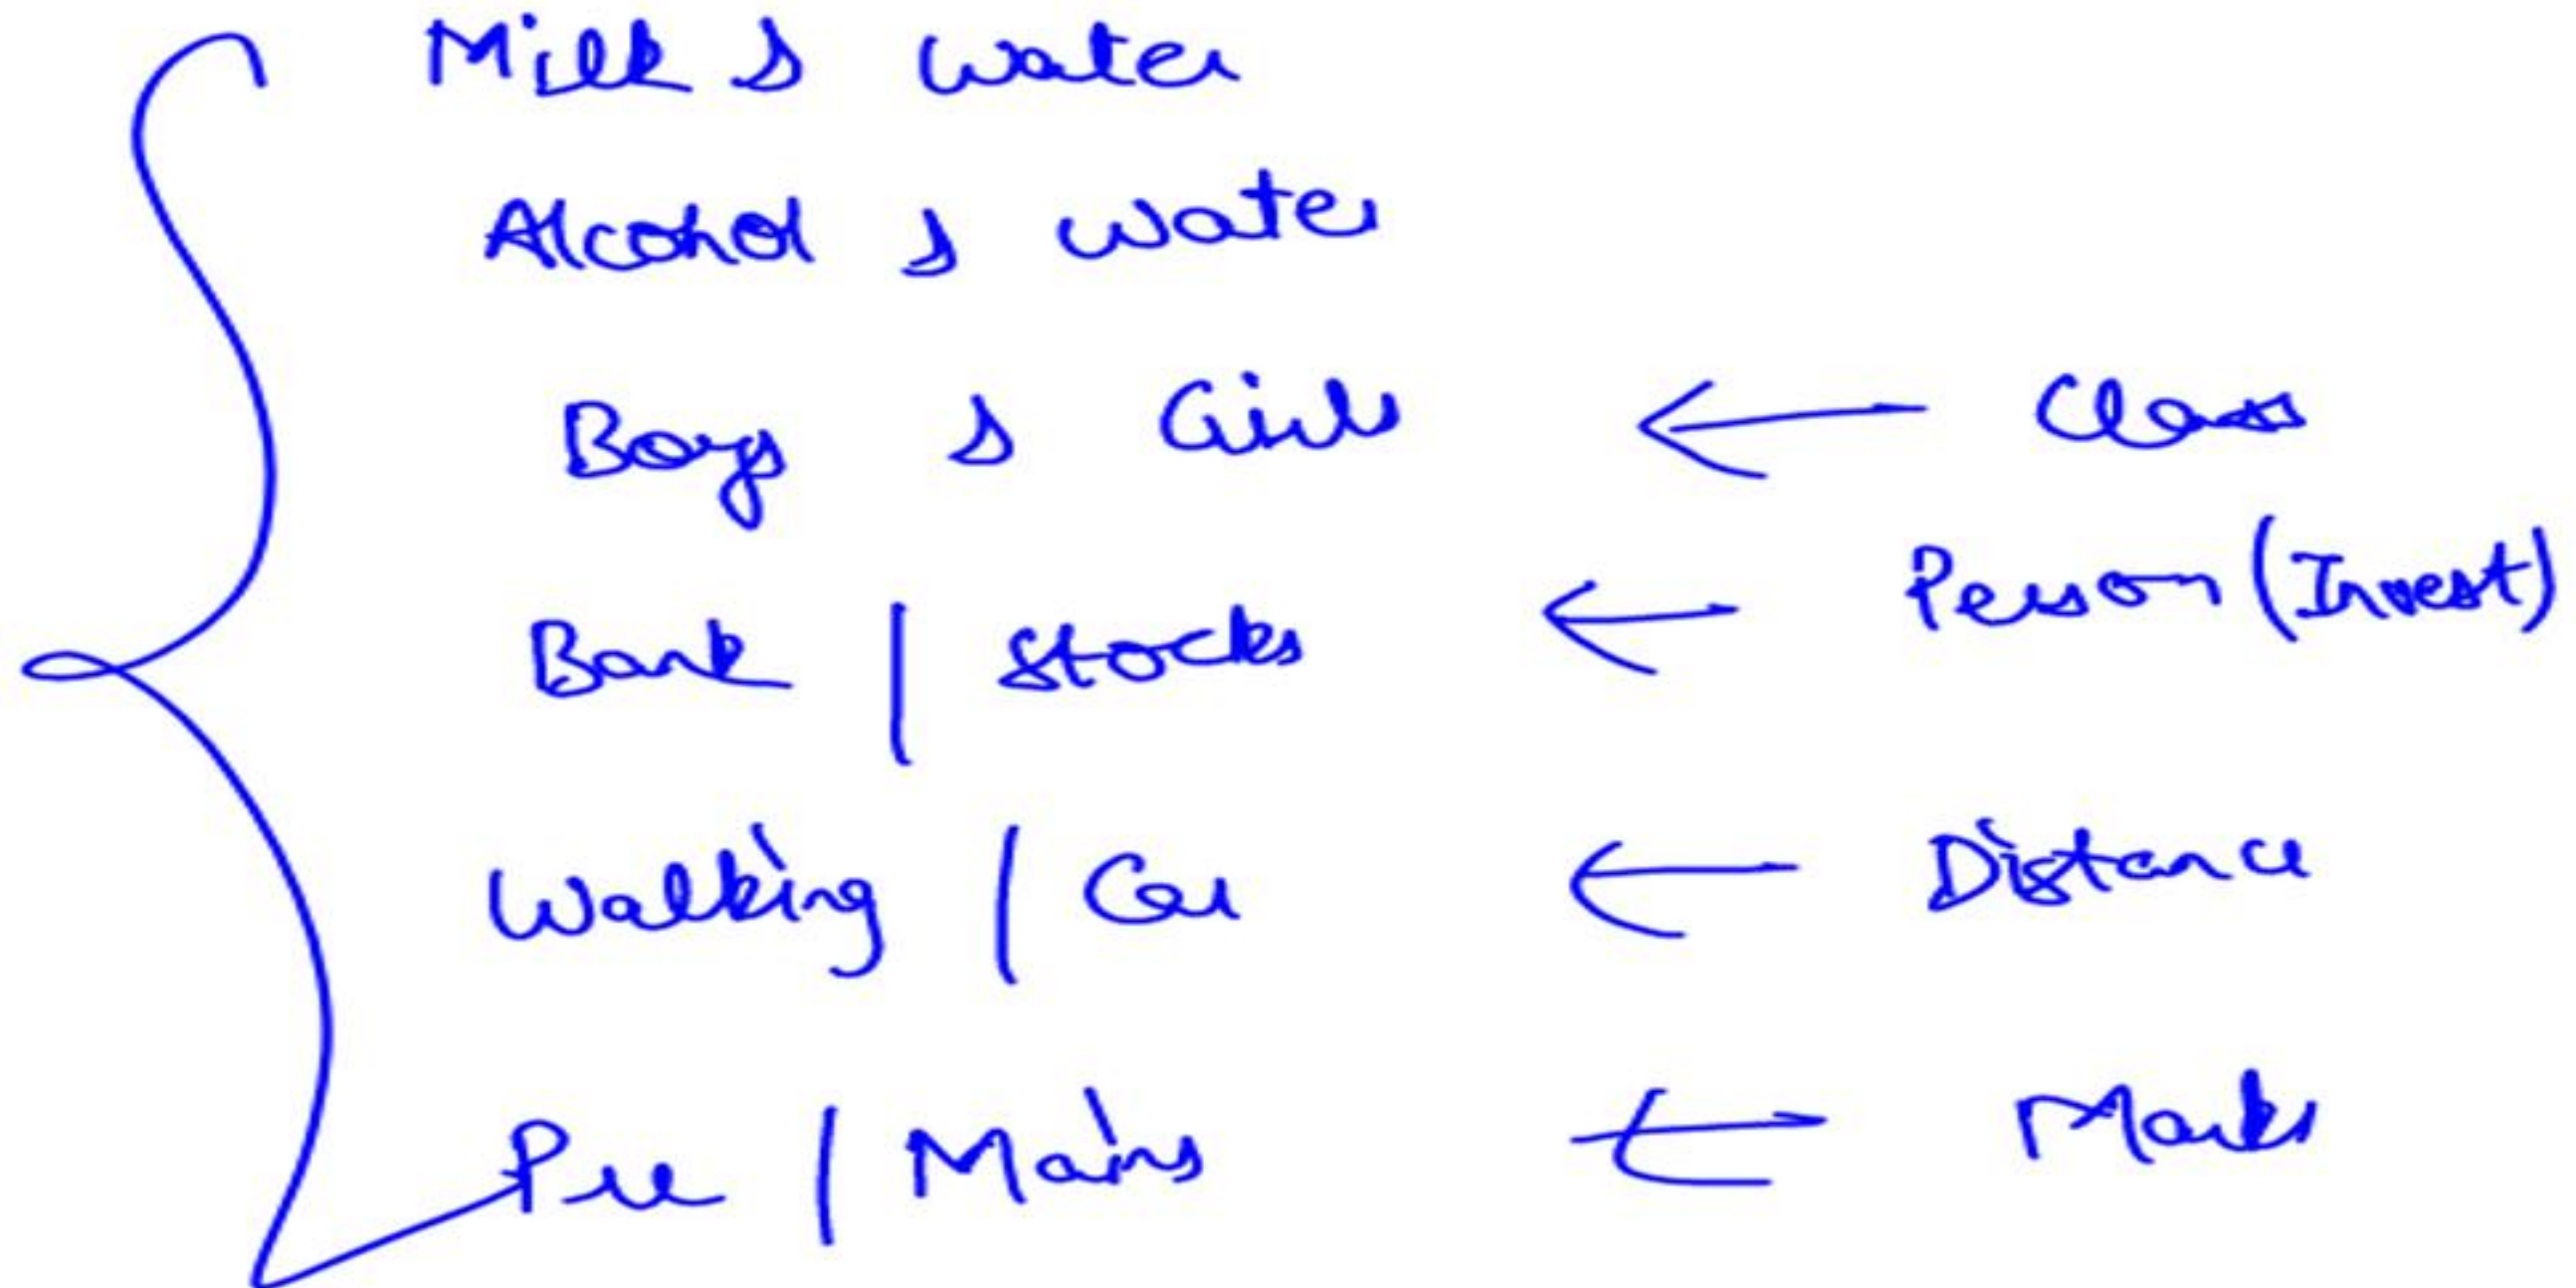 Milk & water
Alcohol & water
Boys & Girls ← Class
Bank | Stocks ← Person (Invest)
Walking | Car ← Distance
Pre | Mains ← Marks